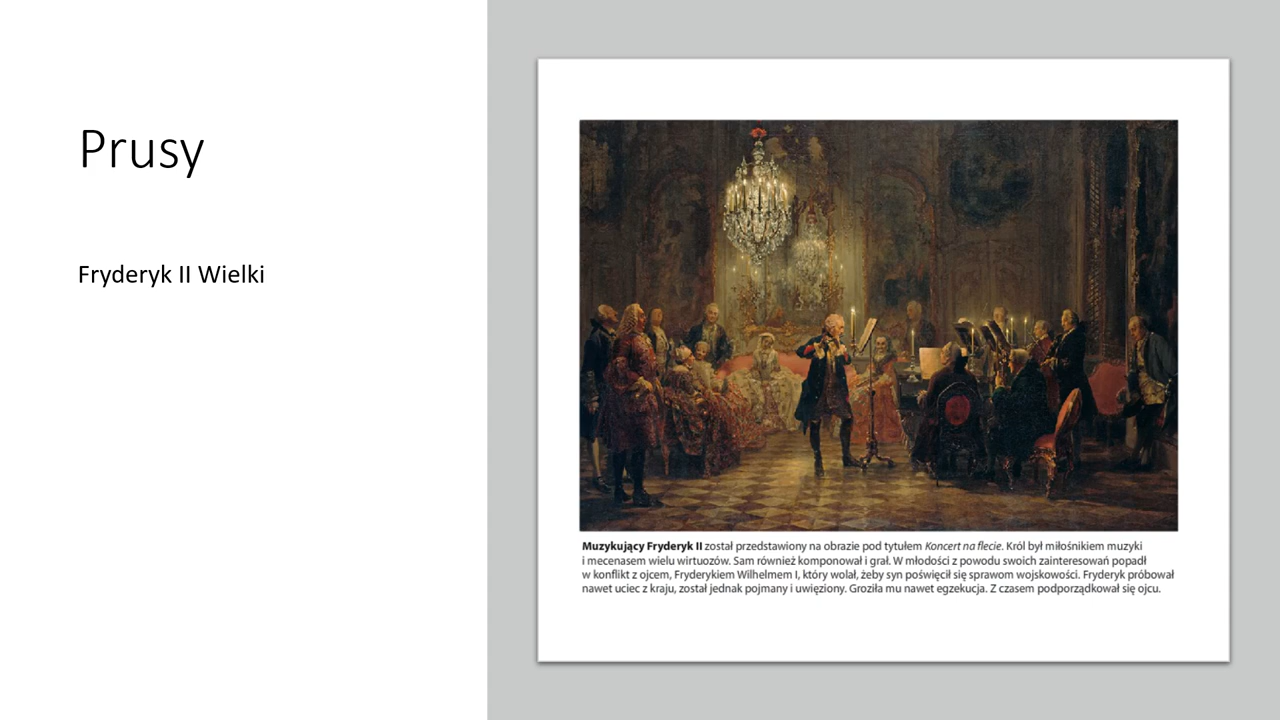 Prusy
Fryderyk II Wielki
Muzykujący Fryderyk II został przedstawiony na obrazie pod tytułem Koncert na flecie. Król był miłośnikiem muzyki
i mecenasem wielu wirtuozów. Sam również komponował i grał. W młodości z powodu swoich zainteresowań popadł
w konflikt z ojcem, Fryderykiem Wilhelmem I, który wolał, żeby syn poświęcił się sprawom wojskowości. Fryderyk próbował
nawet uciec z kraju, został jednak pojmany i uwięziony. Groziła mu nawet egzekucja. Z czasem podporządkował się ojcu.